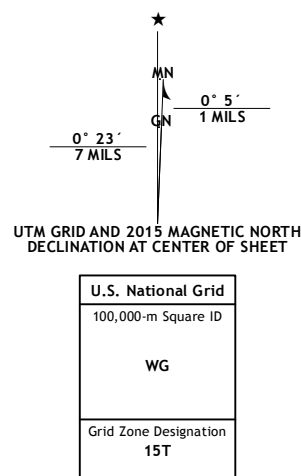 ★
MN
GN
0° 5´
1 MILS
0° 23´
7 MILS
UTM GRID AND 2015 MAGNETIC NORTH
DECLINATION AT CENTER OF SHEET
U.S. National Grid
100,000-m Square ID
WG
Grid Zone Designation
15T